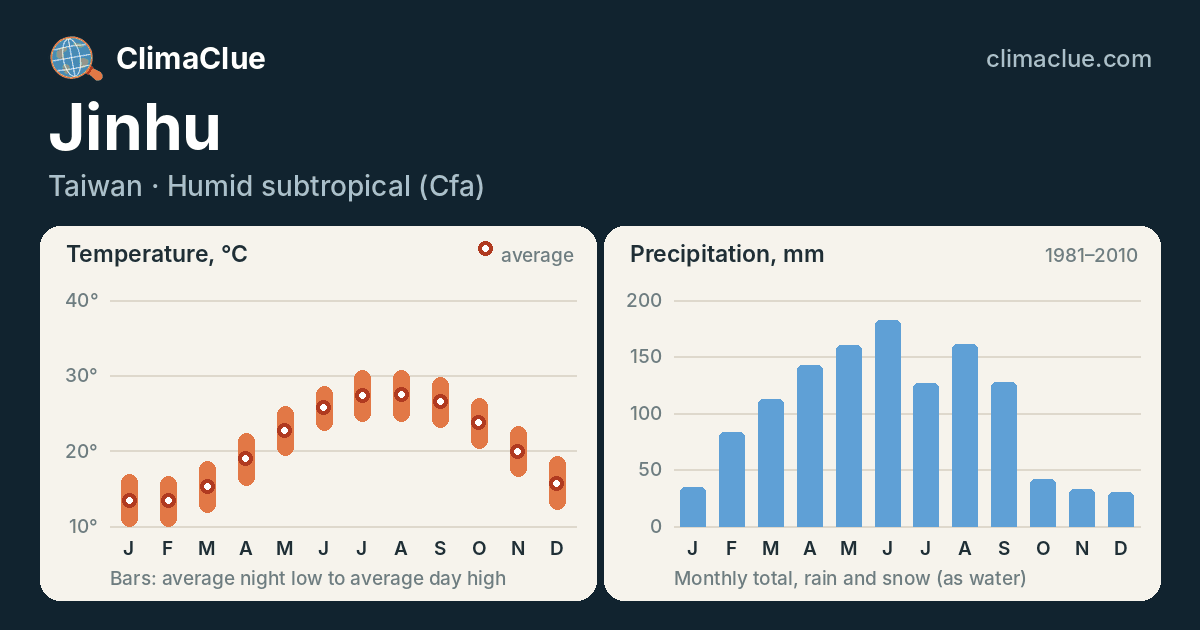 ClimaClue
climaclue.com
Jinhu
Taiwan · Humid subtropical (Cfa)
Temperature, °C
average
40°
30°
20°
10°
J F M A M J J A S O N D
Bars: average night low to average day high
Precipitation, mm
1981–2010
200
150
100
50
0
J F M A M J J A S O N D
Monthly total, rain and snow (as water)